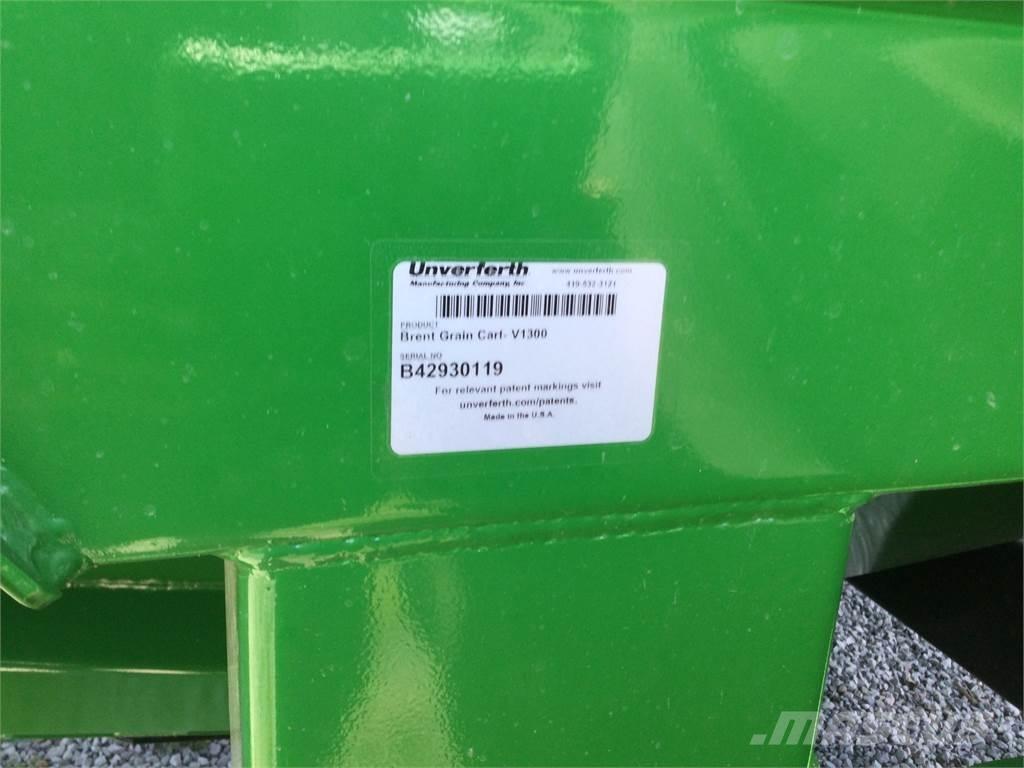 Unverferth www.unverferth.com
Manufacturing Company, Inc 419-532-3121
PRODUCT
Brent Grain Cart- V1300
SERIAL NO
B42930119
For relevant patent markings visit
unverferth.com/patents.
Made in the U.S.A.
MASCUS